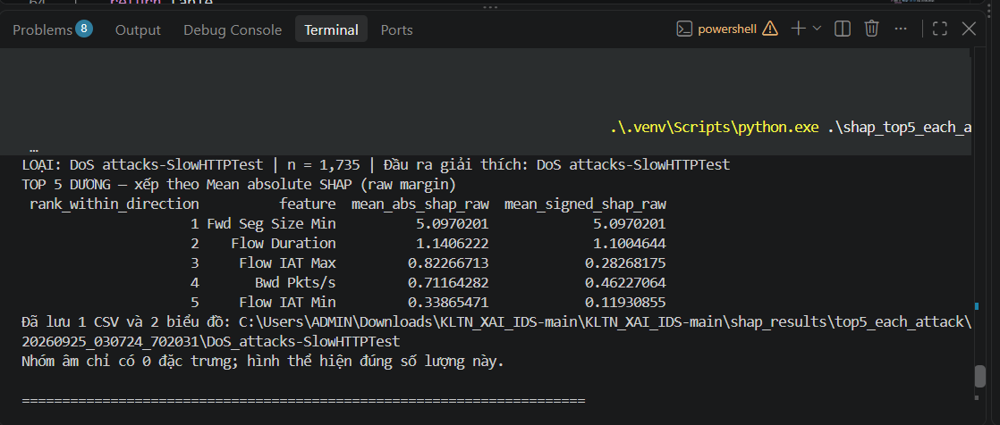 64 return table
Problems 8 Output Debug Console Terminal Ports powershell
.\.venv\Scripts\python.exe .\shap_top5_each_a
…
LOẠI: DoS attacks-SlowHTTPTest | n = 1,735 | Đầu ra giải thích: DoS attacks-SlowHTTPTest
TOP 5 DƯƠNG — xếp theo Mean absolute SHAP (raw margin)
rank_within_direction feature mean_abs_shap_raw mean_signed_shap_raw
1 Fwd Seg Size Min 5.0970201 5.0970201
2 Flow Duration 1.1406222 1.1004644
3 Flow IAT Max 0.82266713 0.28268175
4 Bwd Pkts/s 0.71164282 0.46227064
5 Flow IAT Min 0.33865471 0.11930855
Đã lưu 1 CSV và 2 biểu đồ: C:\Users\ADMIN\Downloads\KLTN_XAI_IDS-main\KLTN_XAI_IDS-main\shap_results\top5_each_attack\
20260925_030724_702031\DoS_attacks-SlowHTTPTest
Nhóm âm chỉ có 0 đặc trưng; hình thể hiện đúng số lượng này.
======================================================================